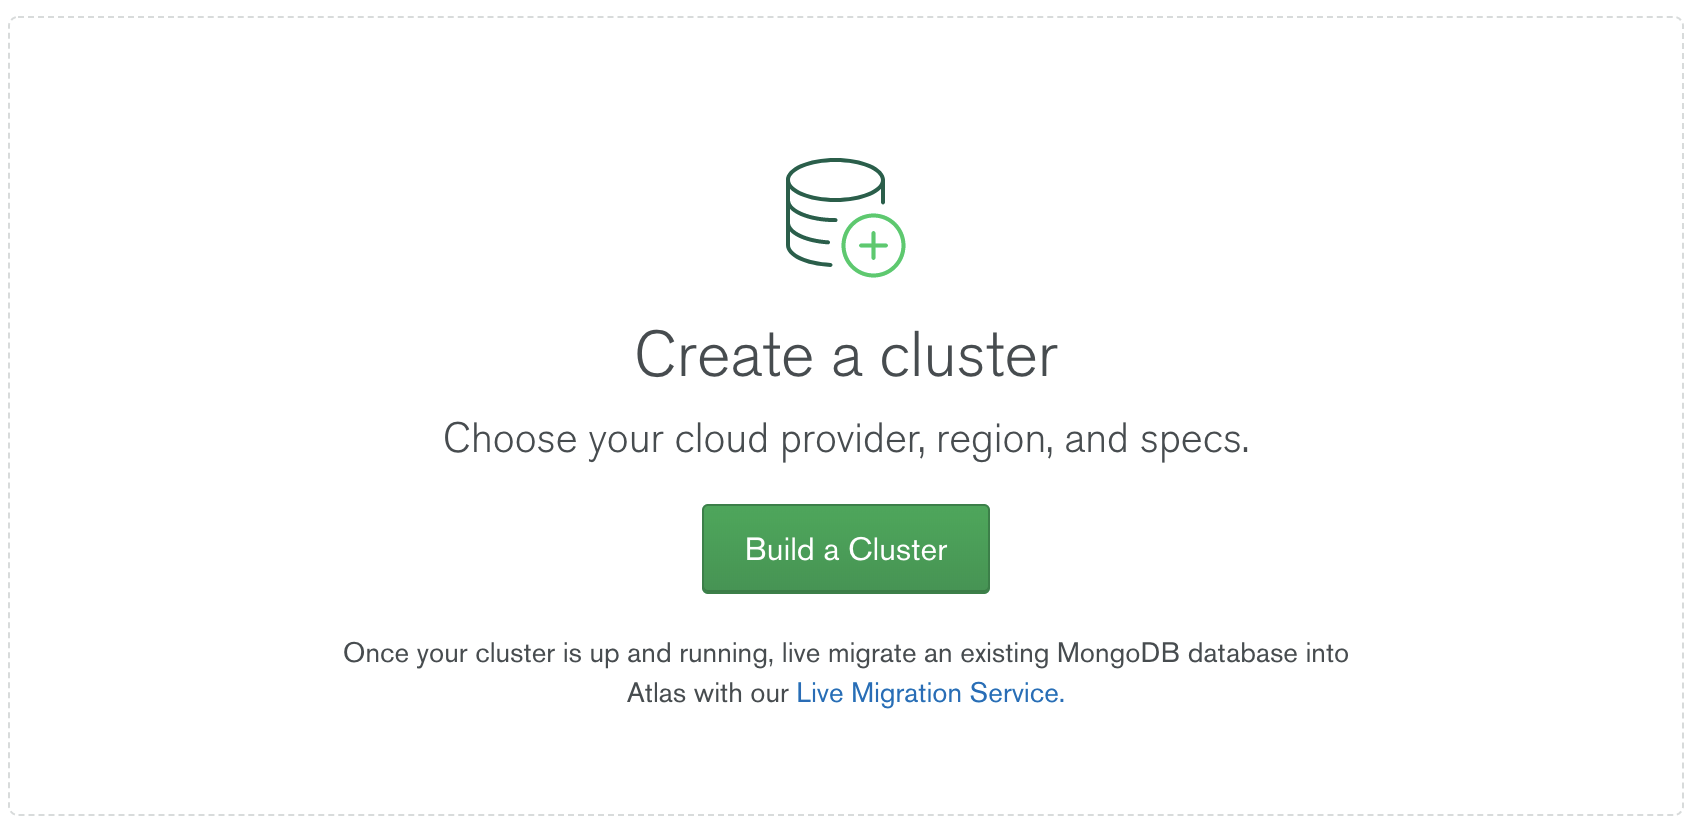 Create a cluster
Choose your cloud provider, region, and specs.
Build a Cluster
Once your cluster is up and running, live migrate an existing MongoDB database into
Atlas with our Live Migration Service.